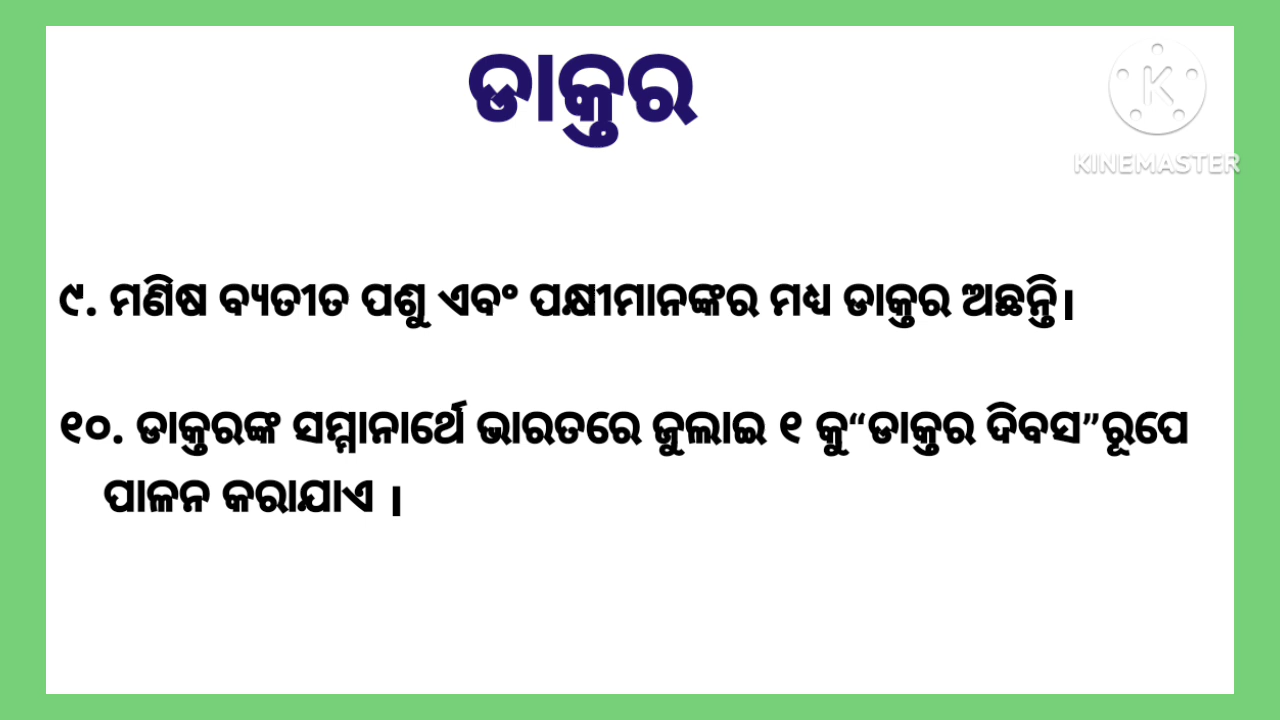 ଡାକ୍ତର
KINEMASTER
୯. ମଣିଷ ବ୍ୟତୀତ ପଶୁ ଏବଂ ପକ୍ଷୀମାନଙ୍କର ମଧ୍ୟ ଡାକ୍ତର ଅଛନ୍ତି।
୧୦. ଡାକ୍ତରଙ୍କ ସମ୍ମାନାର୍ଥେ ଭାରତରେ ଜୁଲାଇ ୧ କୁ“ଡାକ୍ତର ଦିବସ”ରୂପେ
ପାଳନ କରାଯାଏ ।